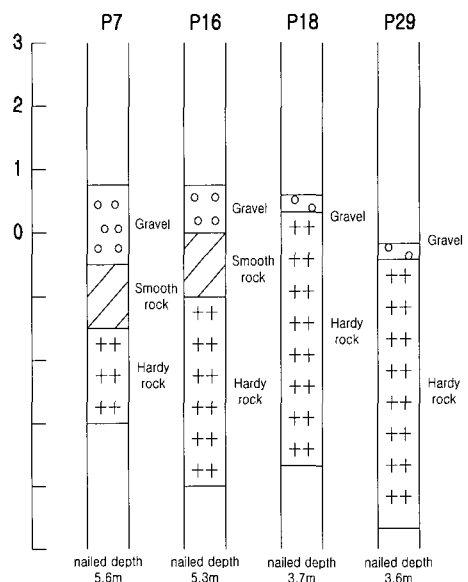 P7 P16 P18 P29
3
2
1
0
Gravel
Smooth
rock
Hardy
rock
Gravel
Hardy
rock
Gravel
Hardy
rock
Gravel
Hardy
rock
nailed depth
5.6m
nailed depth
5.3m
nailed depth
3.7m
nailed depth
3.6m